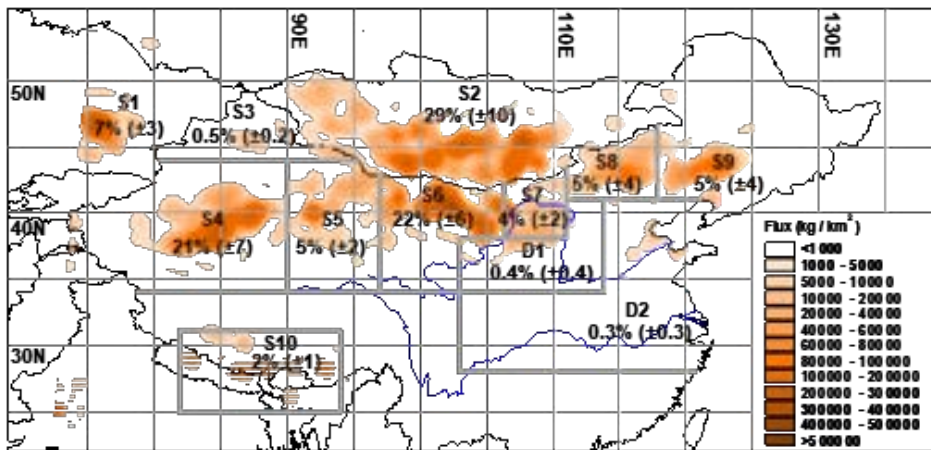 90E
110E
130E
50N
40N
30N
S1
7% (±3)
S3
0.5% (±0.2)
S2
29% (±10)
S8
5% (±4)
S9
5% (±4)
S4
21% (±7)
S5
5% (±2)
S6
22% (±6)
S7
4% (±2)
D1
0.4% (±0.4)
D2
0.3% (±0.3)
S10
2% (±1)
Flux (kg / km²)
<1000
1000 - 5000
5000 - 10000
10000 - 20000
20000 - 40000
40000 - 60000
60000 - 80000
80000 - 100000
100000 - 200000
200000 - 300000
300000 - 400000
400000 - 500000
>500000